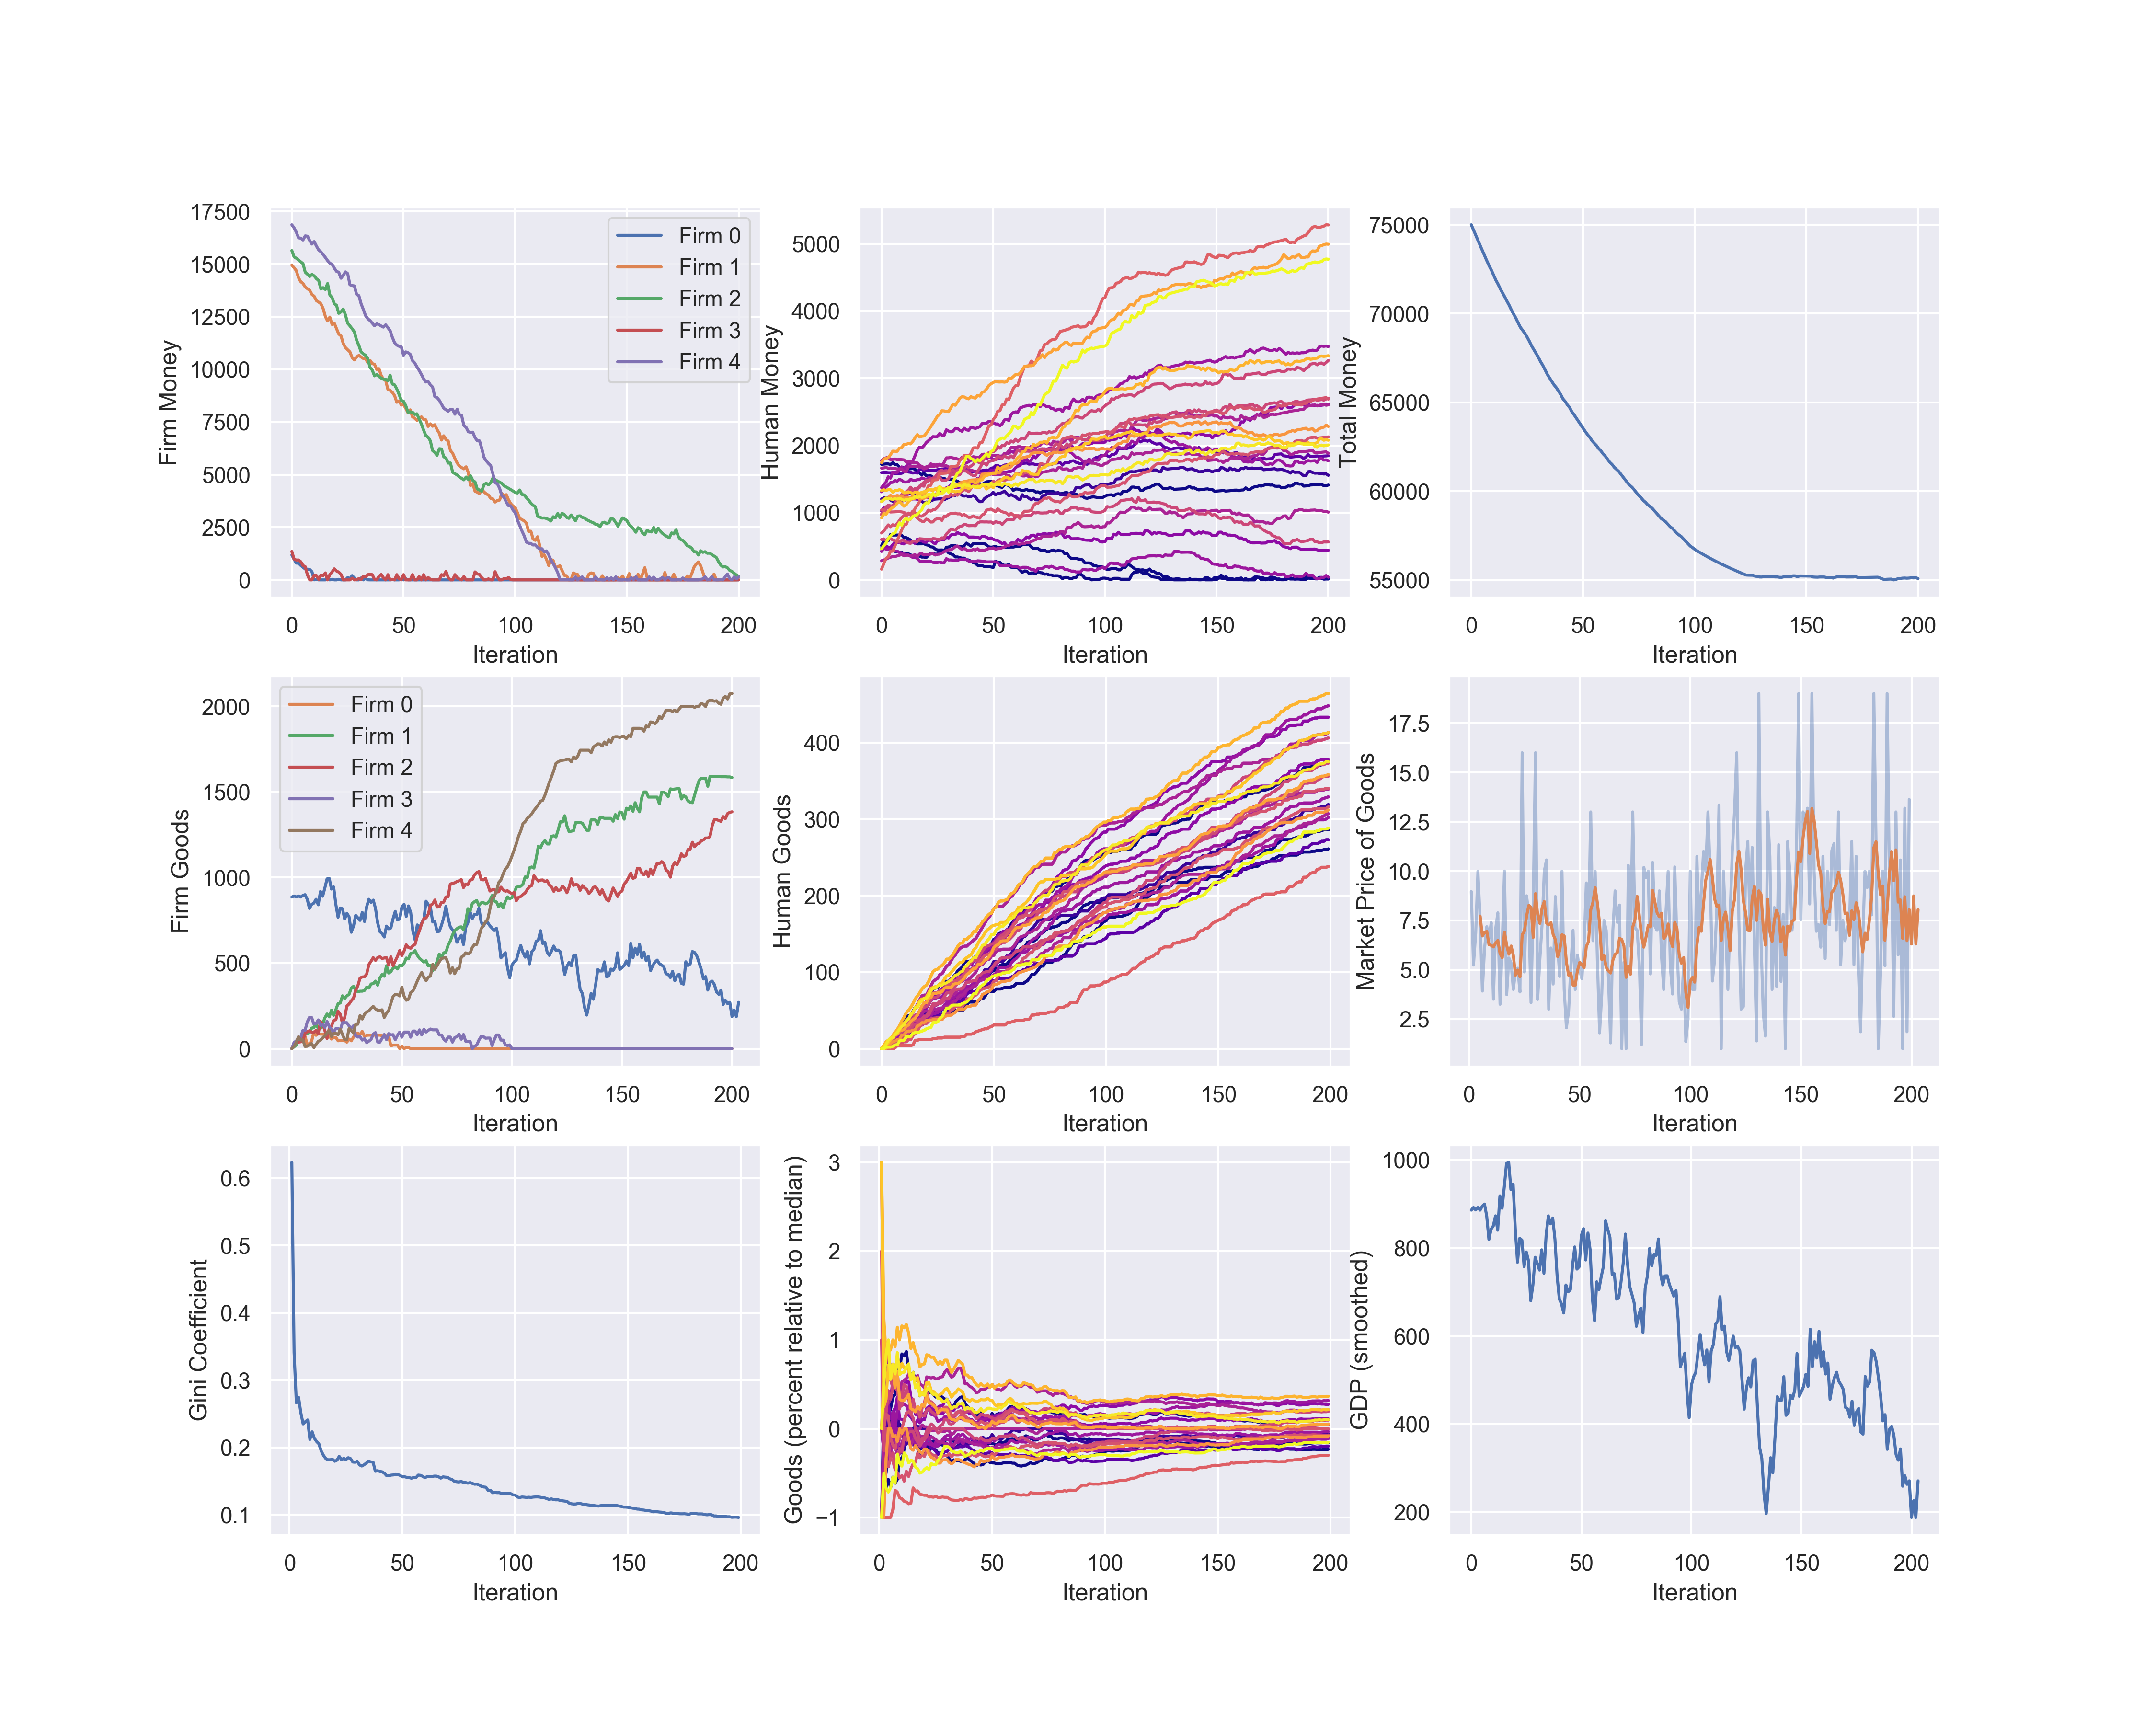 Firm Money
17500
15000
12500
10000
7500
5000
2500
0
Firm 0
Firm 1
Firm 2
Firm 3
Firm 4
0 50 100 150 200
Iteration
Human Money
5000
4000
3000
2000
1000
0
0 50 100 150 200
Iteration
Total Money
75000
70000
65000
60000
55000
0 50 100 150 200
Iteration
Firm Goods
2000
1500
1000
500
0
Firm 0
Firm 1
Firm 2
Firm 3
Firm 4
0 50 100 150 200
Iteration
Human Goods
400
300
200
100
0
0 50 100 150 200
Iteration
Market Price of Goods
17.5
15.0
12.5
10.0
7.5
5.0
2.5
0 50 100 150 200
Iteration
Gini Coefficient
0.6
0.5
0.4
0.3
0.2
0.1
0 50 100 150 200
Iteration
Goods (percent relative to median)
3
2
1
0
−1
0 50 100 150 200
Iteration
GDP (smoothed)
1000
800
600
400
200
0 50 100 150 200
Iteration